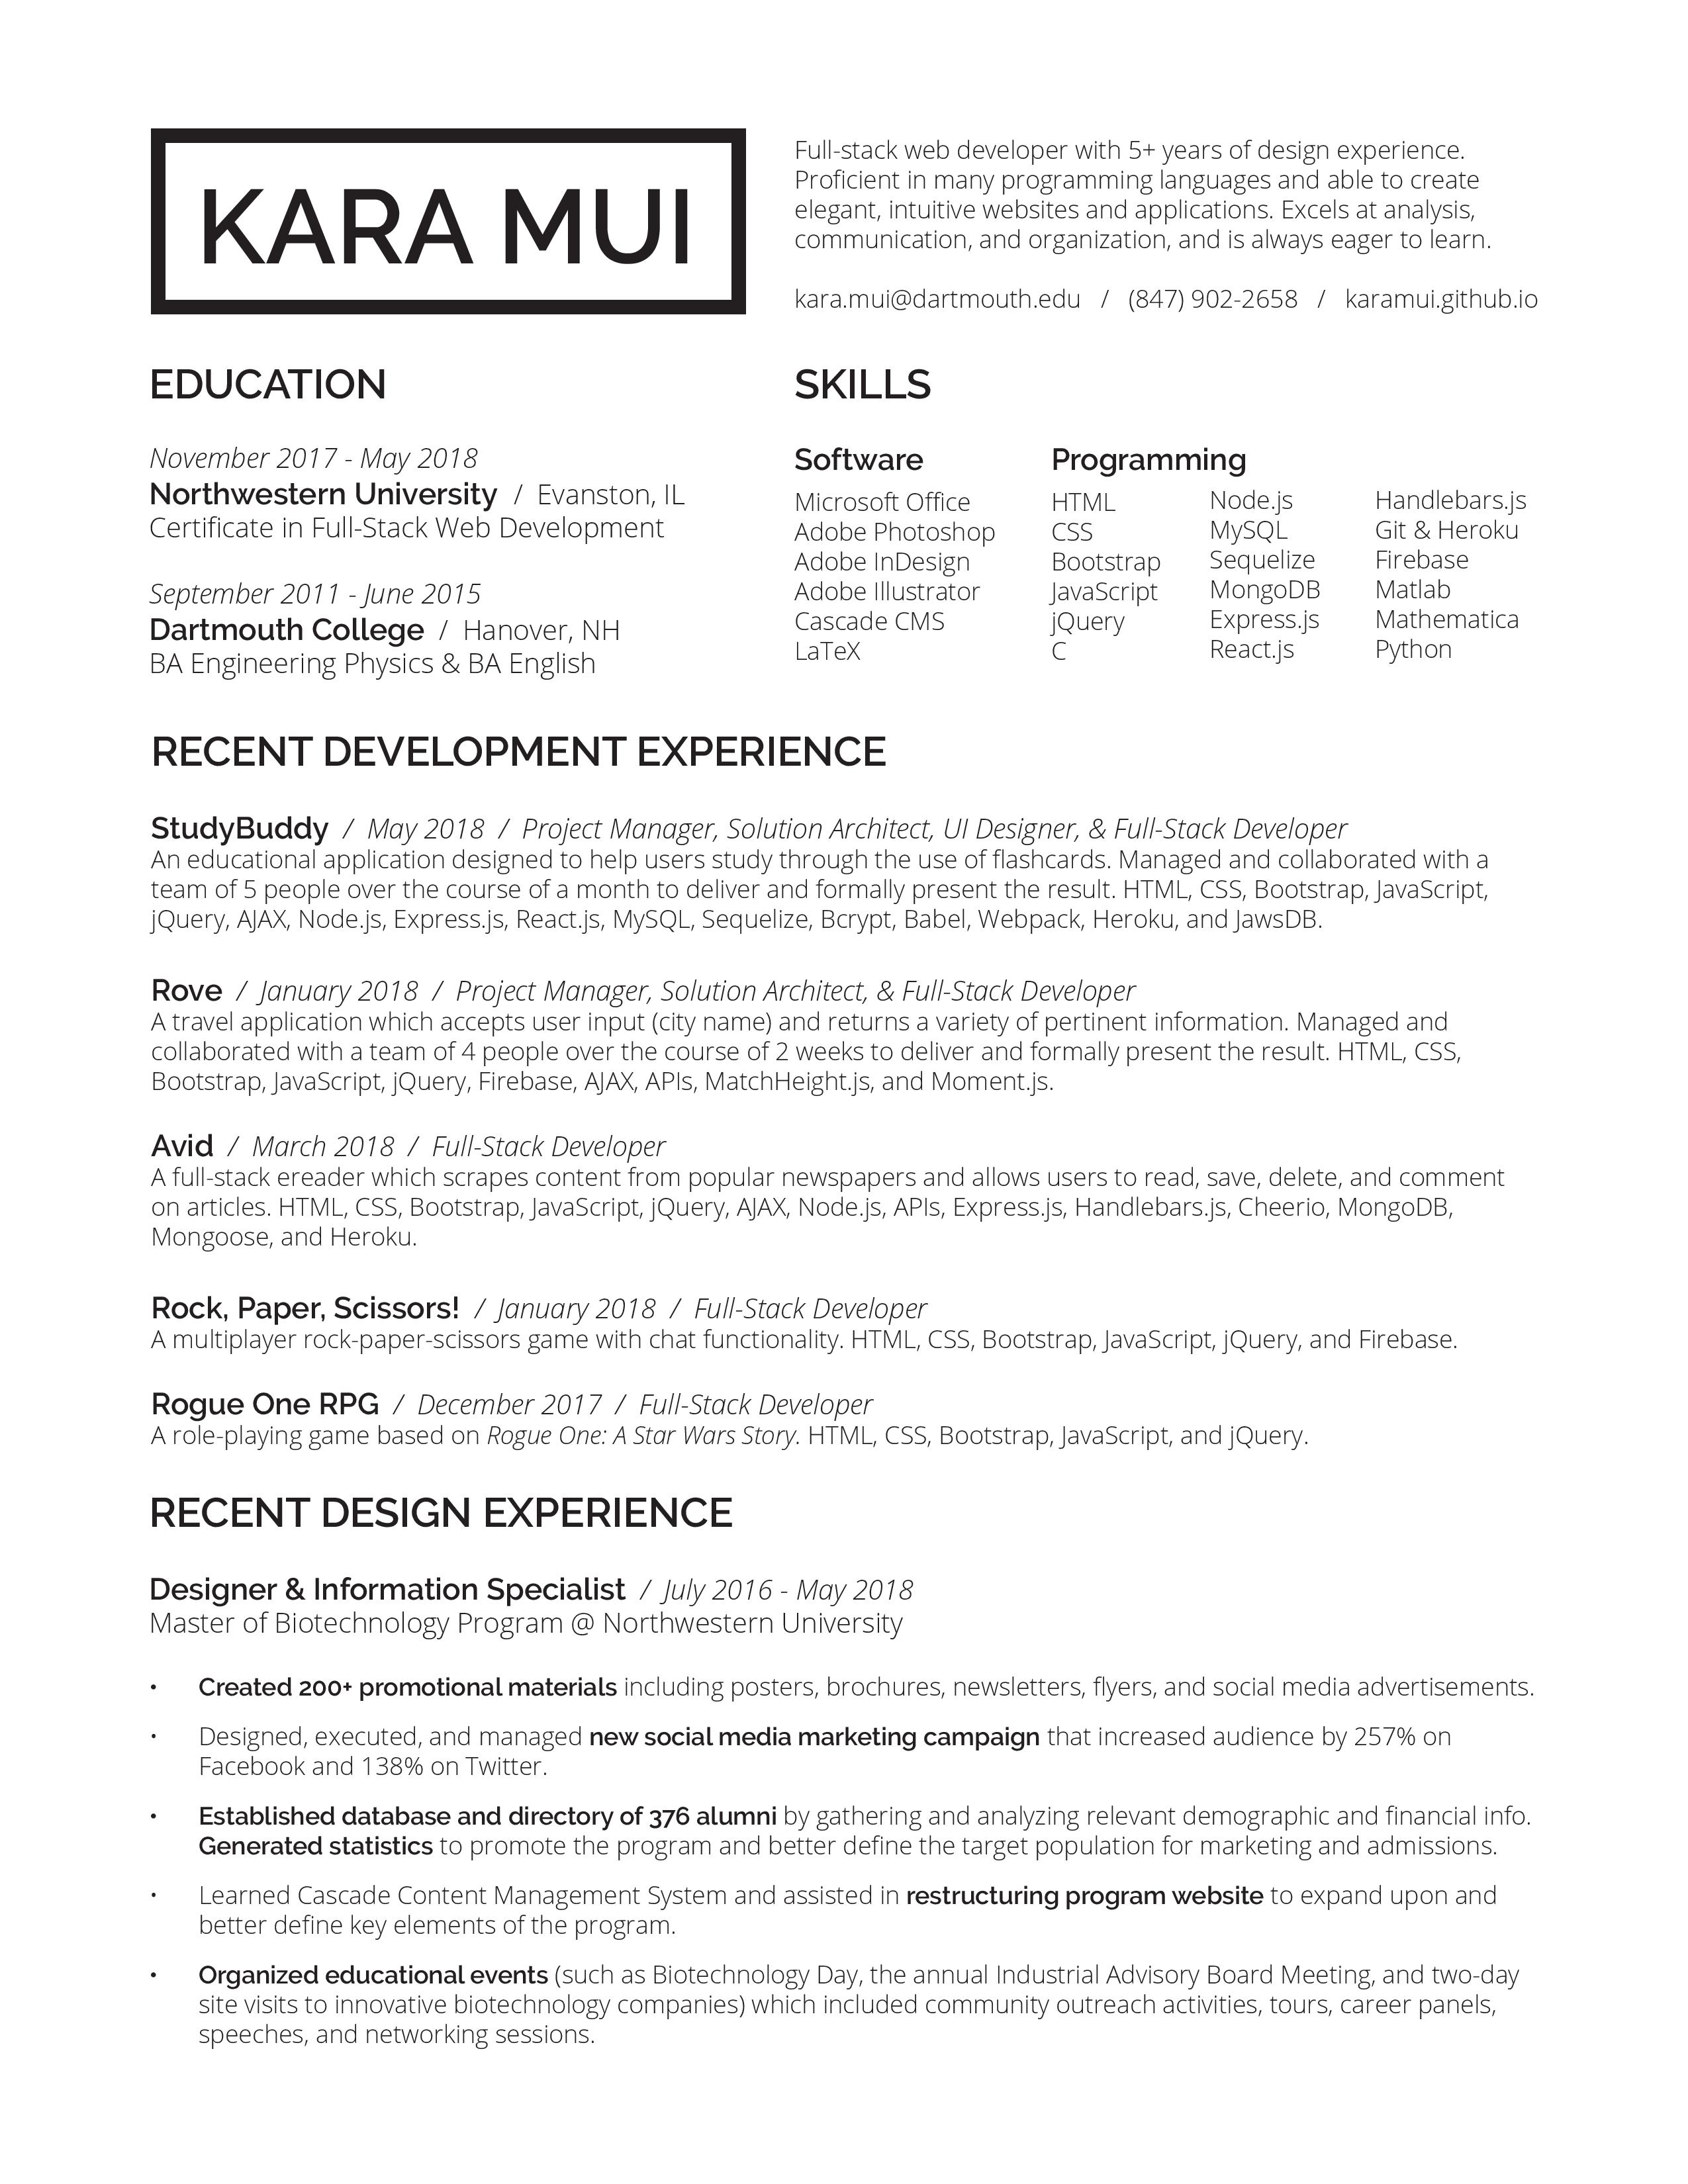 KARA MUI
Full-stack web developer with 5+ years of design experience.
Proficient in many programming languages and able to create
elegant, intuitive websites and applications. Excels at analysis,
communication, and organization, and is always eager to learn.
kara.mui@dartmouth.edu / (847) 902-2658 / karamui.github.io
EDUCATION
November 2017 - May 2018
Northwestern University / Evanston, IL
Certificate in Full-Stack Web Development
September 2011 - June 2015
Dartmouth College / Hanover, NH
BA Engineering Physics & BA English
SKILLS
Software
Microsoft Office
Adobe Photoshop
Adobe InDesign
Adobe Illustrator
Cascade CMS
LaTeX
Programming
HTML
CSS
Bootstrap
JavaScript
jQuery
C
Node.js
MySQL
Sequelize
MongoDB
Express.js
React.js
Handlebars.js
Git & Heroku
Firebase
Matlab
Mathematica
Python
RECENT DEVELOPMENT EXPERIENCE
StudyBuddy / May 2018 / Project Manager, Solution Architect, UI Designer, & Full-Stack Developer
An educational application designed to help users study through the use of flashcards. Managed and collaborated with a
team of 5 people over the course of a month to deliver and formally present the result. HTML, CSS, Bootstrap, JavaScript,
jQuery, AJAX, Node.js, Express.js, React.js, MySQL, Sequelize, Bcrypt, Babel, Webpack, Heroku, and JawsDB.
Rove / January 2018 / Project Manager, Solution Architect, & Full-Stack Developer
A travel application which accepts user input (city name) and returns a variety of pertinent information. Managed and
collaborated with a team of 4 people over the course of 2 weeks to deliver and formally present the result. HTML, CSS,
Bootstrap, JavaScript, jQuery, Firebase, AJAX, APIs, MatchHeight.js, and Moment.js.
Avid / March 2018 / Full-Stack Developer
A full-stack ereader which scrapes content from popular newspapers and allows users to read, save, delete, and comment
on articles. HTML, CSS, Bootstrap, JavaScript, jQuery, AJAX, Node.js, APIs, Express.js, Handlebars.js, Cheerio, MongoDB,
Mongoose, and Heroku.
Rock, Paper, Scissors! / January 2018 / Full-Stack Developer
A multiplayer rock-paper-scissors game with chat functionality. HTML, CSS, Bootstrap, JavaScript, jQuery, and Firebase.
Rogue One RPG / December 2017 / Full-Stack Developer
A role-playing game based on Rogue One: A Star Wars Story. HTML, CSS, Bootstrap, JavaScript, and jQuery.
RECENT DESIGN EXPERIENCE
Designer & Information Specialist / July 2016 - May 2018
Master of Biotechnology Program @ Northwestern University
• Created 200+ promotional materials including posters, brochures, newsletters, flyers, and social media advertisements.
• Designed, executed, and managed new social media marketing campaign that increased audience by 257% on
Facebook and 138% on Twitter.
• Established database and directory of 376 alumni by gathering and analyzing relevant demographic and financial info.
Generated statistics to promote the program and better define the target population for marketing and admissions.
• Learned Cascade Content Management System and assisted in restructuring program website to expand upon and
better define key elements of the program.
• Organized educational events (such as Biotechnology Day, the annual Industrial Advisory Board Meeting, and two-day
site visits to innovative biotechnology companies) which included community outreach activities, tours, career panels,
speeches, and networking sessions.